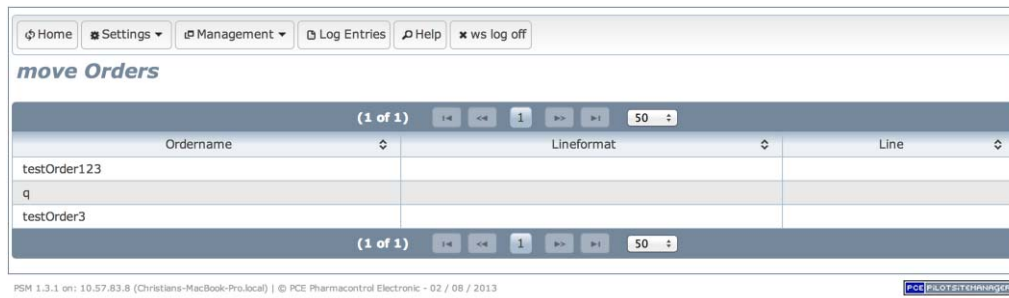 Home Settings Management Log Entries Help ws log off
move Orders
(1 of 1) 1 50
Ordername Lineformat Line
testOrder123
q
testOrder3
(1 of 1) 1 50
PSM 1.3.1 on: 10.57.83.8 (Christians-MacBook-Pro.local) | © PCE Pharmacontrol Electronic - 02 / 08 / 2013
PCE PILOTSITEMANAGER